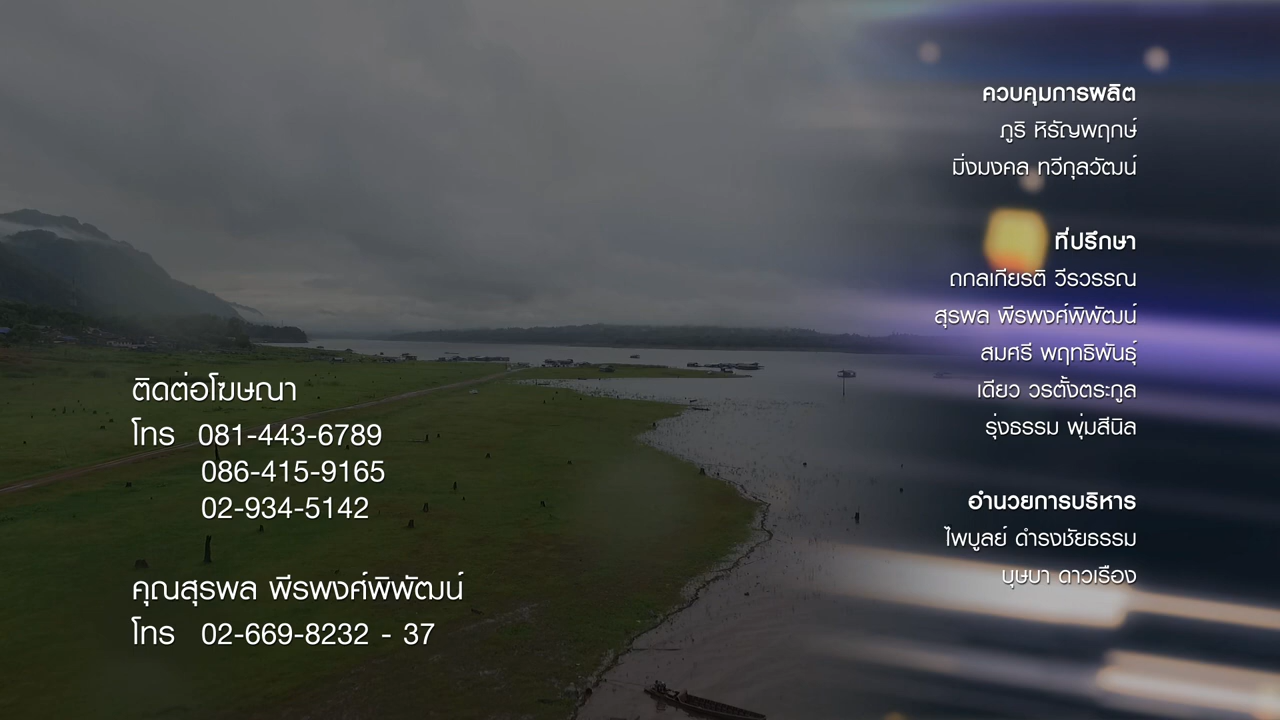 ติดต่อโฆษณา
โทร 081-443-6789
086-415-9165
02-934-5142
คุณสุรพล พีรพงศ์พิพัฒน์
โทร 02-669-8232 - 37
ควบคุมการผลิต
ภูริ หิรัญพฤกษ์
มิ่งมงคล ทวีกุลวัฒน์
ที่ปรึกษา
ถกลเกียรติ วีรวรรณ
สุรพล พีรพงศ์พิพัฒน์
สมศรี พฤทธิพันธุ์
เดียว วรตั้งตระกูล
รุ่งธรรม พุ่มสีนิล
อำนวยการบริหาร
ไพบูลย์ ดำรงชัยธรรม
บุษบา ดาวเรือง